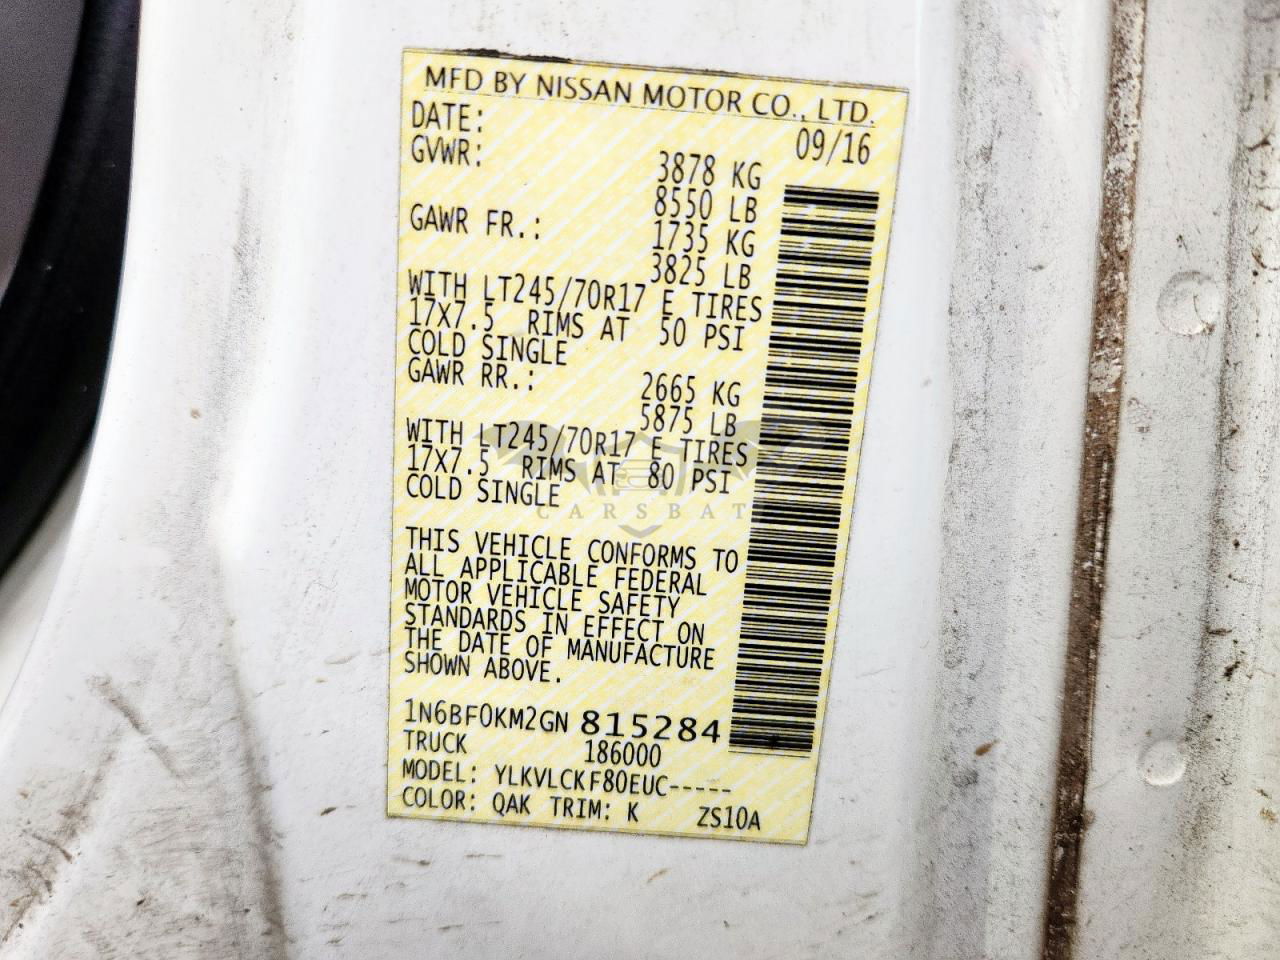 MFD BY NISSAN MOTOR CO., LTD.
DATE: 09/16
GVWR: 3878 KG
8550 LB
GAWR FR.: 1735 KG
3825 LB
WITH LT245/70R17 E TIRES
17X7.5 RIMS AT 50 PSI
COLD SINGLE
GAWR RR.: 2665 KG
5875 LB
WITH LT245/70R17 E TIRES
17X7.5 RIMS AT 80 PSI
COLD SINGLE
CARSBAT
THIS VEHICLE CONFORMS TO
ALL APPLICABLE FEDERAL
MOTOR VEHICLE SAFETY
STANDARDS IN EFFECT ON
THE DATE OF MANUFACTURE
SHOWN ABOVE.
1N6BF0KM2GN 815284
TRUCK 186000
MODEL: YLKVLCKF80EUC-----
COLOR: QAK TRIM: K ZS10A